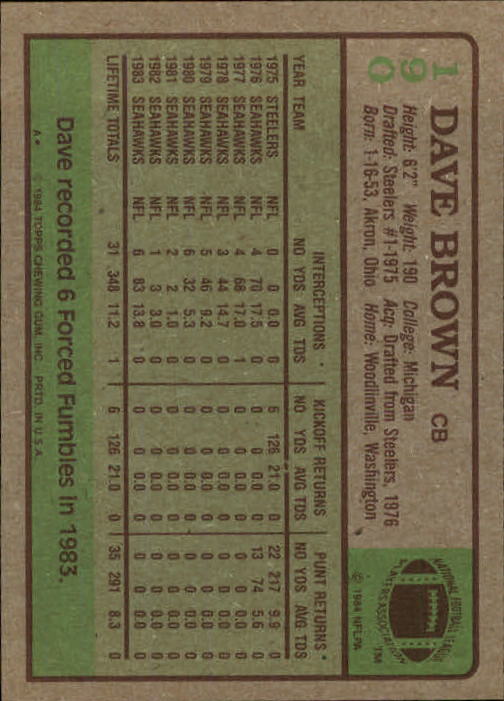 190
DAVE BROWN CB
Height: 6'2" Weight: 190 College: Michigan
Drafted: Steelers #1-1975 Acq: Drafted from Steelers, 1976
Born: 1-16-53, Akron, Ohio Home: Woodinville, Washington
NATIONAL FOOTBALL LEAGUE
PLAYERS ASSOCIATION
TM
© 1984 NFLPA
INTERCEPTIONS • KICKOFF RETURNS PUNT RETURNS •
YEAR TEAM NO YDS AVG TDS NO YDS AVG TDS NO YDS AVG TDS
1975 STEELERS NFL 0 0 0.0 0 6 126 21.0 0 22 217 9.9 0
1976 SEAHAWKS NFL 4 70 17.5 0 0 0 0.0 0 13 74 5.6 0
1977 SEAHAWKS NFL 4 68 17.0 1 0 0 0.0 0 0 0 0.0 0
1978 SEAHAWKS NFL 3 44 14.7 0 0 0 0.0 0 0 0 0.0 0
1979 SEAHAWKS NFL 5 46 9.2 0 0 0 0.0 0 0 0 0.0 0
1980 SEAHAWKS NFL 6 32 5.3 0 0 0 0.0 0 0 0 0.0 0
1981 SEAHAWKS NFL 2 2 1.0 0 0 0 0.0 0 0 0 0.0 0
1982 SEAHAWKS NFL 1 3 3.0 0 0 0 0.0 0 0 0 0.0 0
1983 SEAHAWKS NFL 6 83 13.8 0 0 0 0.0 0 0 0 0.0 0
LIFETIME TOTALS 31 348 11.2 1 6 126 21.0 0 35 291 8.3 0
Dave recorded 6 Forced Fumbles in 1983.
A* © 1984 TOPPS CHEWING GUM, INC. PRTD. IN U.S.A.